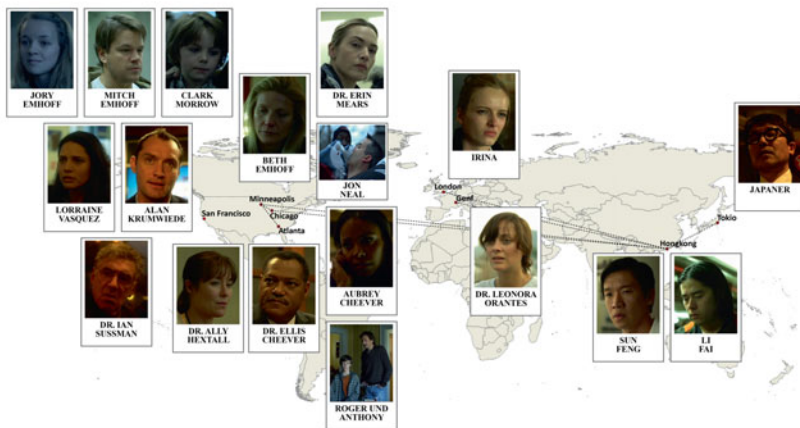 JORY
EMHOFF
MITCH
EMHOFF
CLARK
MORROW
DR. ERIN
MEARS
BETH
EMHOFF
IRINA
JAPANER
LORRAINE
VASQUEZ
ALAN
KRUMWIEDE
JON
NEAL
London
Genf
Minneapolis
San Francisco
Chicago
Atlanta
Tokio
Hongkong
DR. IAN
SUSSMAN
DR. ALLY
HEXTALL
DR. ELLIS
CHEEVER
AUBREY
CHEEVER
DR. LEONORA
ORANTES
SUN
FENG
LI
FAI
ROGER UND
ANTHONY